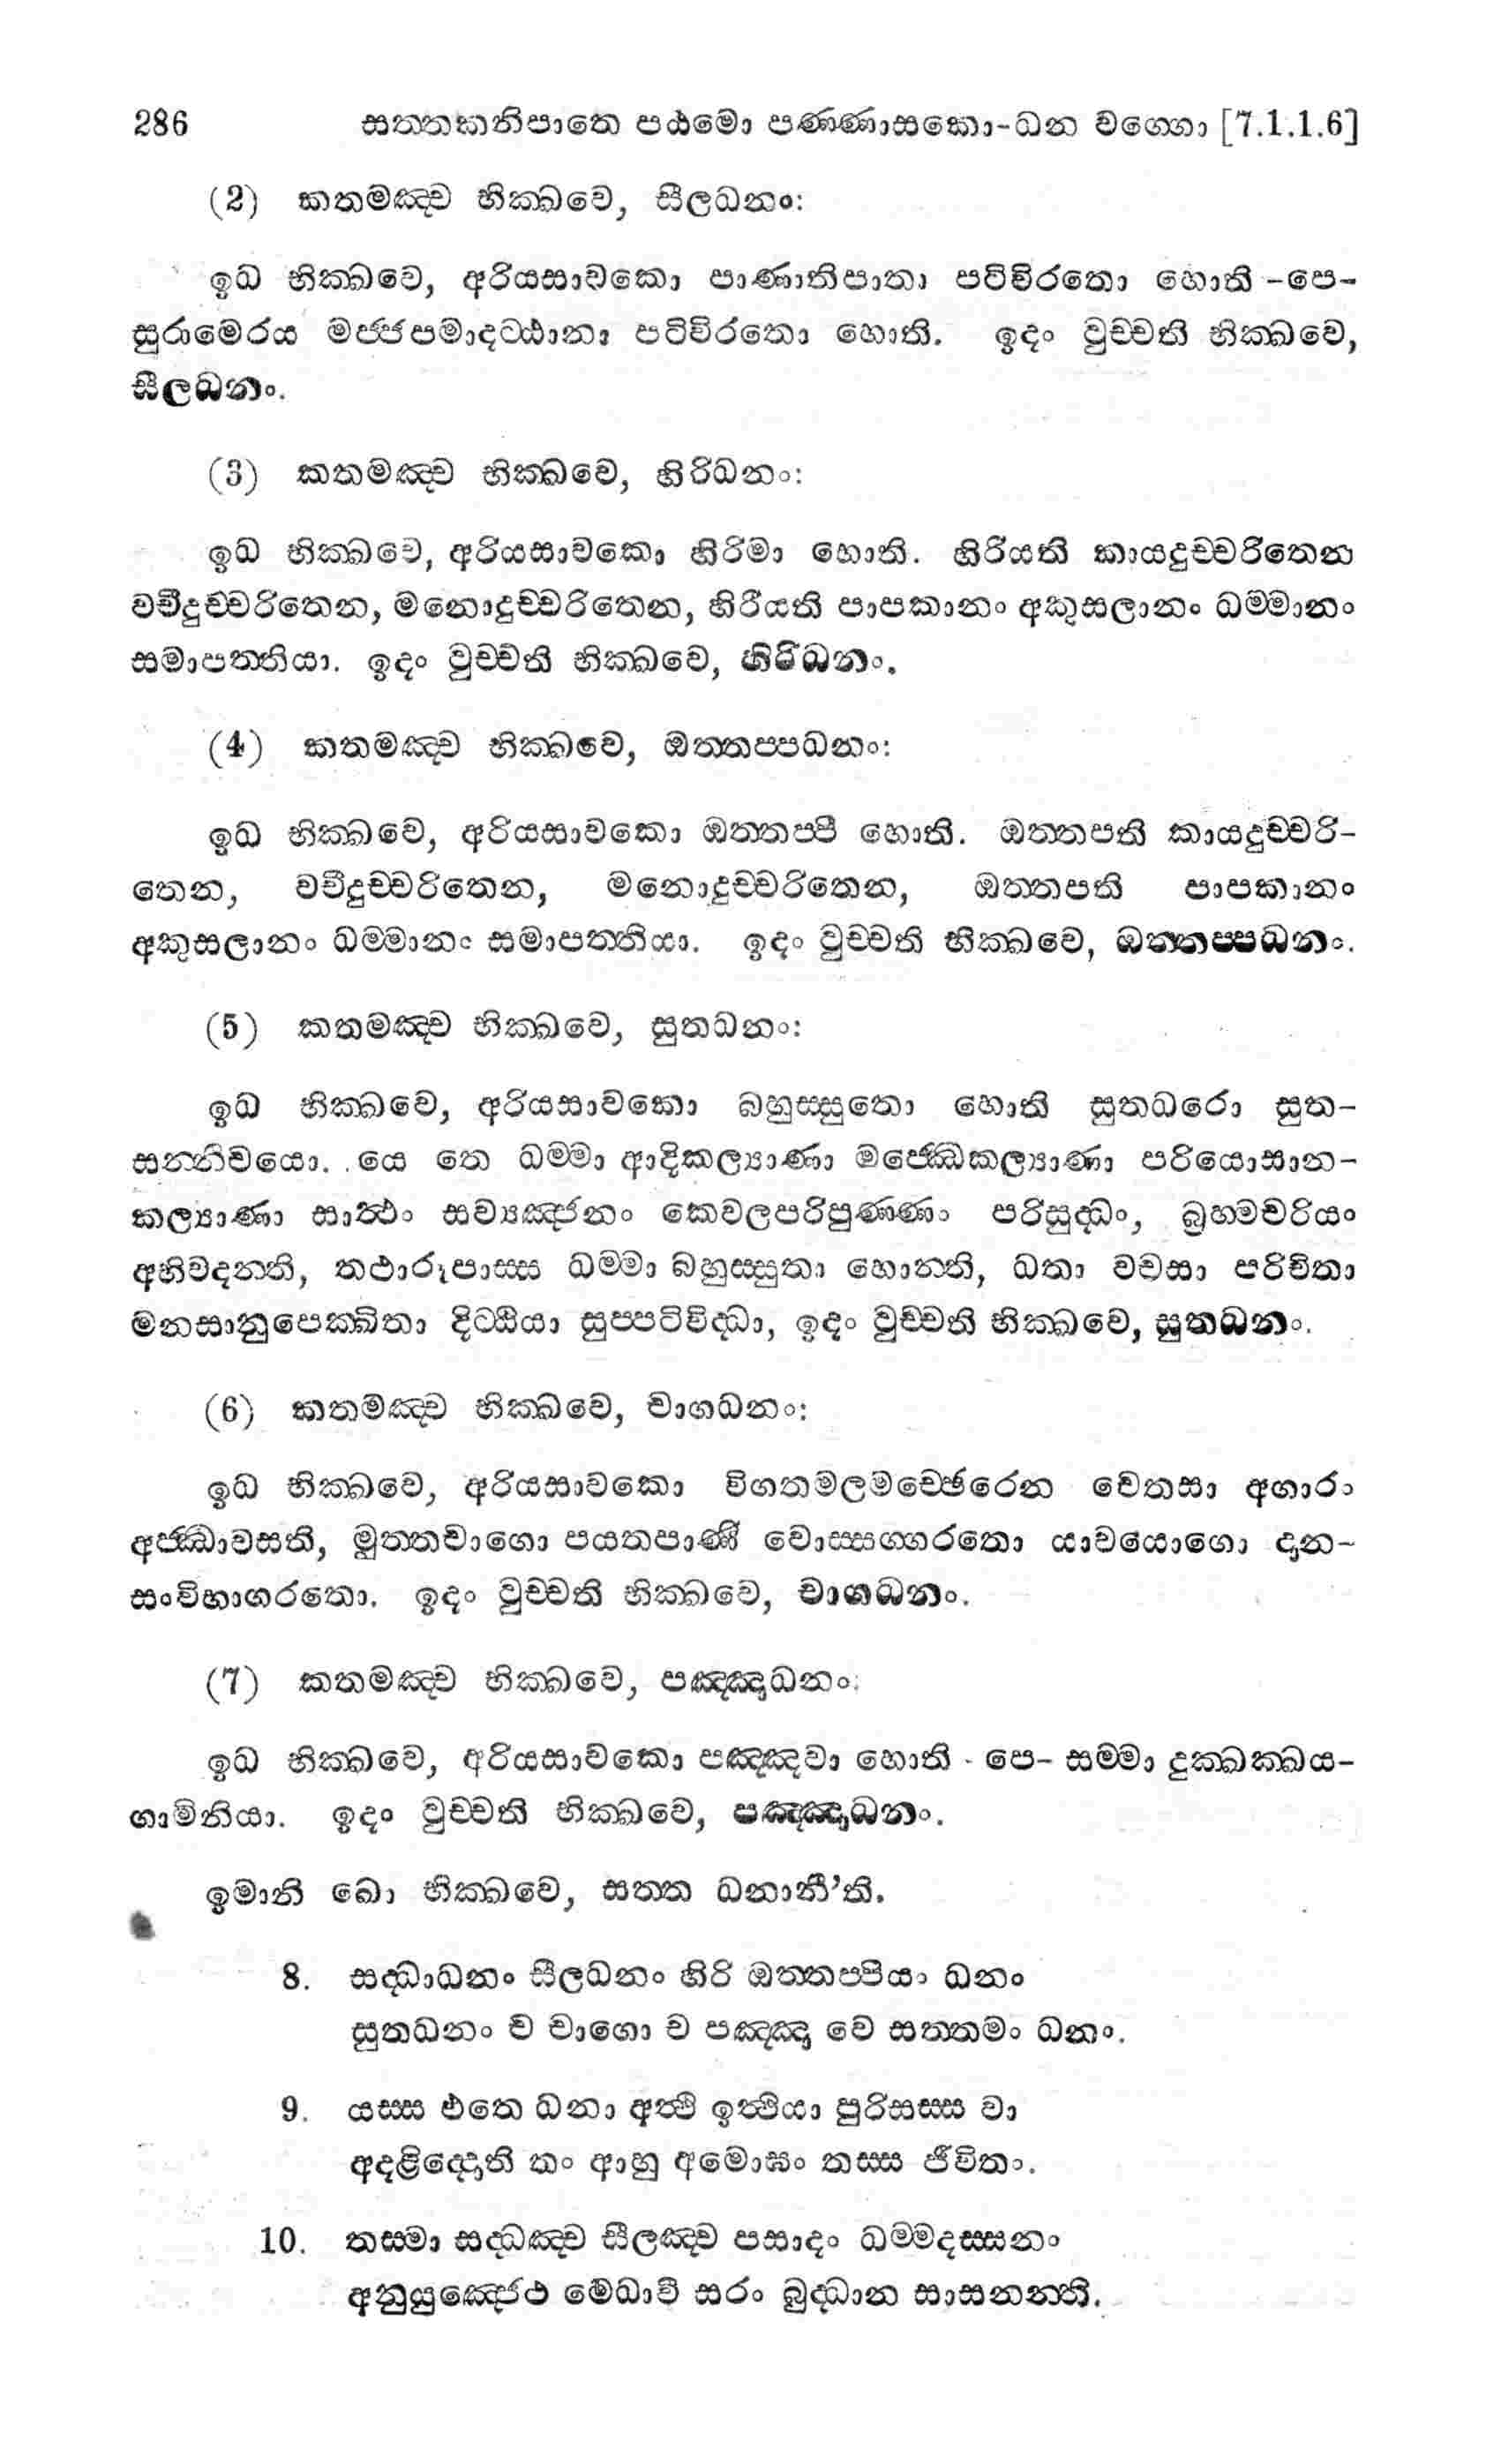 286 සත්තකනිපාතෙ පඨමො පණ්ණාසකො-ධන වග්ගො [7.1.1.6]
(2) කතමඤ්ච භික්ඛවෙ, සීලධනං:
ඉධ භික්ඛවෙ, අරියසාවකො පාණාතිපාතා පටිවිරතො හොති -පෙ-
සුරාමෙරය මජ්ජපමාදට්ඨානා පටිවිරතො හොති. ඉදං වුච්චති භික්ඛවෙ,
සීලධනං.
(3) කතමඤ්ච භික්ඛවෙ, හිරිධනං:
ඉධ භික්ඛවෙ, අරියසාවකො හිරිමා හොති. හිරියති කායදුච්චරිතෙන
වචීදුච්චරිතෙන, මනොදුච්චරිතෙන, හිරියති පාපකානං අකුසලානං ධම්මානං
සමාපත්තියා. ඉදං වුච්චති භික්ඛවෙ, හිරිධනං.
(4) කතමඤ්ච භික්ඛවෙ, ඔත්තප්පධනං:
ඉධ භික්ඛවෙ, අරියසාවකො ඔත්තප්පී හොති. ඔත්තපති කායදුච්චරි-
තෙන, වචීදුච්චරිතෙන, මනොදුච්චරිතෙන, ඔත්තපති පාපකානං
අකුසලානං ධම්මානං සමාපත්තියා. ඉදං වුච්චති භික්ඛවෙ, ඔත්තප්පධනං.
(5) කතමඤ්ච භික්ඛවෙ, සුතධනං:
ඉධ භික්ඛවෙ, අරියසාවකො බහුස්සුතො හොති සුතධරො සුත-
සන්නිචයො. යෙ තෙ ධම්මා ආදිකල්‍යාණා මජ්ඣෙකල්‍යාණා පරියොසාන-
කල්‍යාණා සාත්ථං සව්‍යඤ්ජනං කෙවලපරිපුණ්ණං පරිසුද්ධං, බ්‍රහ්මචරියං
අභිවදන්ති, තථාරූපාස්ස ධම්මා බහුස්සුතා හොන්ති, ධතා වචසා පරිචිතා
මනසානුපෙක්ඛිතා දිට්ඨියා සුප්පටිවිද්ධා, ඉදං වුච්චති භික්ඛවෙ, සුතධනං.
(6) කතමඤ්ච භික්ඛවෙ, චාගධනං:
ඉධ භික්ඛවෙ, අරියසාවකො විගතමලමච්ඡෙරෙන චෙතසා අගාරං
අජ්ඣාවසති, මුත්තචාගො පයතපාණී වොස්සග්ගරතො යාචයොගො දාන-
සංවිභාගරතො. ඉදං වුච්චති භික්ඛවෙ, චාගධනං.
(7) කතමඤ්ච භික්ඛවෙ, පඤ්ඤාධනං:
ඉධ භික්ඛවෙ, අරියසාවකො පඤ්ඤවා හොති - පෙ- සම්මා දුක්ඛක්ඛය-
ගාමිනියා. ඉදං වුච්චති භික්ඛවෙ, පඤ්ඤාධනං.
ඉමානි ඛො භික්ඛවෙ, සත්ත ධනානී’ති.
8. සද්ධාධනං සීලධනං හිරි ඔත්තප්පියං ධනං
සුතධනං ච චාගො ච පඤ්ඤා වෙ සත්තමං ධනං.
9. යස්ස එතෙ ධනා අත්ථි ඉත්ථියා පුරිසස්ස වා
අදළිද්දොති තං ආහු අමොඝං තස්ස ජීවිතං.
10. තස්මා සද්ධඤ්ච සීලඤ්ච පසාදං ධම්මදස්සනං
අනුයුඤ්ජෙථ මේධාවී සරං බුද්ධාන සාසනන්ති.